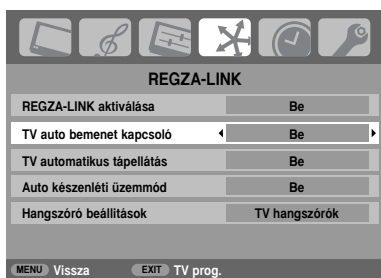 REGZA-LINK
REGZA-LINK aktiválása Be
TV auto bemenet kapcsoló Be
TV automatikus tápellátás Be
Auto készenléti üzemmód Be
Hangszóró beállítások TV hangszórók
MENU Vissza EXIT TV prog.